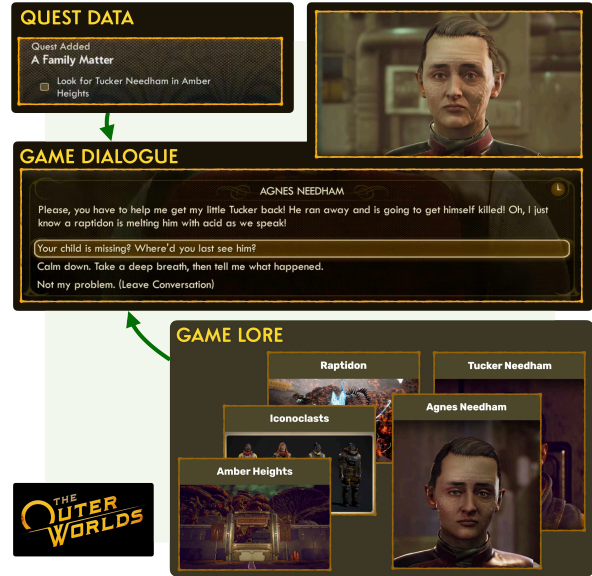 QUEST DATA
Quest Added
A Family Matter
Look for Tucker Needham in Amber
Heights
GAME DIALOGUE
AGNES NEEDHAM
Please, you have to help me get my little Tucker back! He ran away and is going to get himself killed! Oh, I just
know a raptidon is melting him with acid as we speak!
Your child is missing? Where'd you last see him?
Calm down. Take a deep breath, then tell me what happened.
Not my problem. (Leave Conversation)
GAME LORE
Raptidon
Tucker Needham
Iconoclasts
Agnes Needham
Amber Heights
THE
OUTER
WORLDS